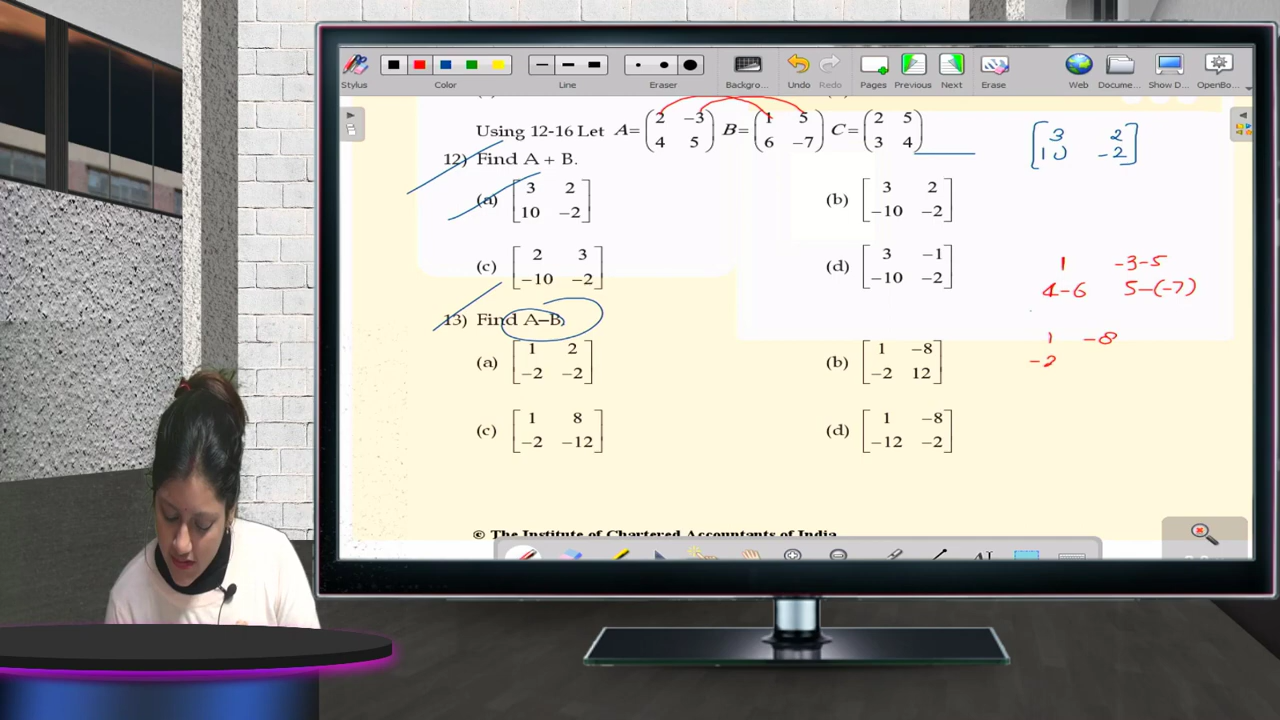 Stylus Color Line Eraser Backgro... Undo Redo Pages Previous Next Erase Web Documents Show D... OpenBo...
Using 12-16 Let A= ( 2 −3 ) B= ( 1 5 ) C = ( 2 5 )
( 4 5 ) ( 6 −7 ) ( 3 4 )
12) Find A + B.
(a) [ 3 2 ] (b) [ 3 2 ]
[ 10 −2 ] [ −10 −2 ]
(c) [ 2 3 ] (d) [ 3 −1 ]
[ −10 −2 ] [ −10 −2 ]
13) Find A–B,
(a) [ 1 2 ] (b) [ 1 −8 ]
[ −2 −2 ] [ −2 12 ]
(c) [ 1 8 ] (d) [ 1 −8 ]
[ −2 −12 ] [ −12 −2 ]
© The Institute of Chartered Accountants of India
[ 3 2 ]
[ 10 -2 ]
1 -3-5
4-6 5-(-7)
1 -8
-2